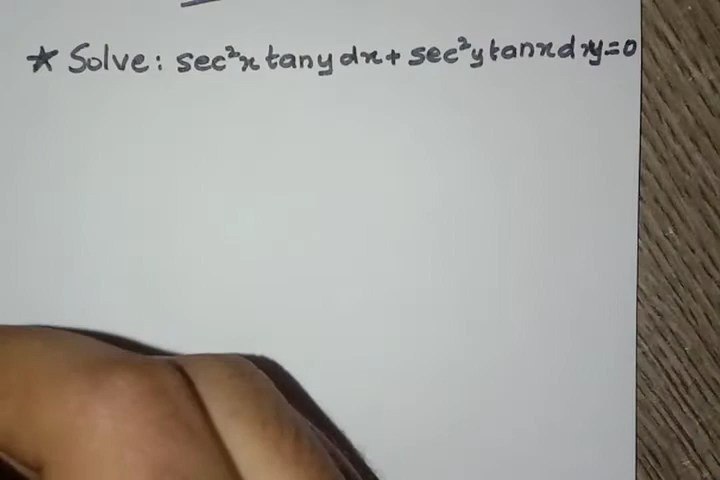 ★ Solve: sec²x tany dx + sec²y tanx dy = 0